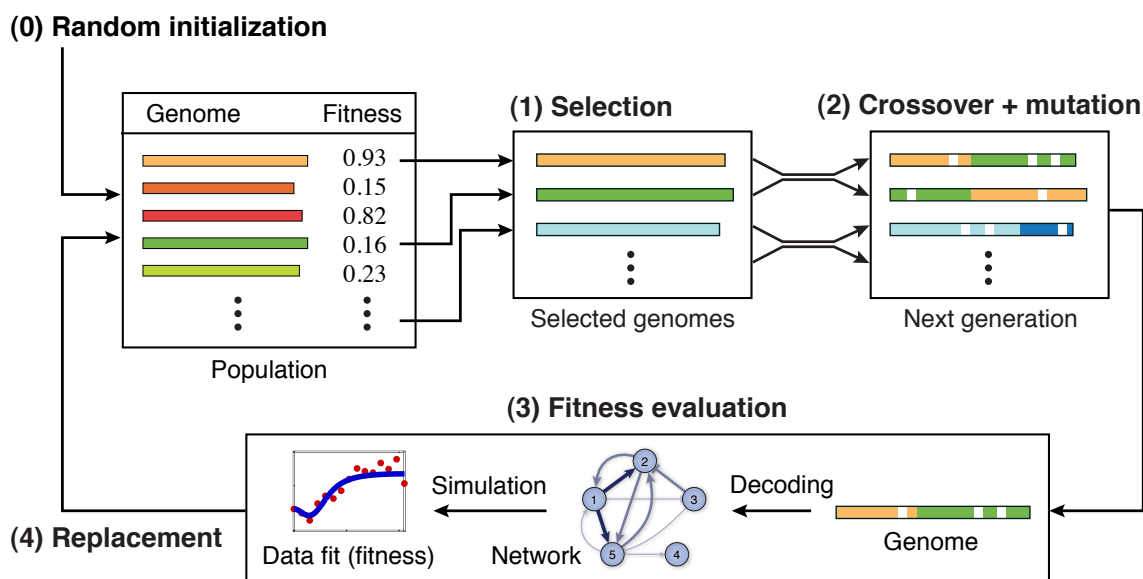 (0) Random initialization
Genome Fitness
0.93
0.15
0.82
0.16
0.23
Population
(1) Selection
Selected genomes
(2) Crossover + mutation
Next generation
(3) Fitness evaluation
Genome
Decoding
1
2
3
4
5
Network
Simulation
Data fit (fitness)
(4) Replacement